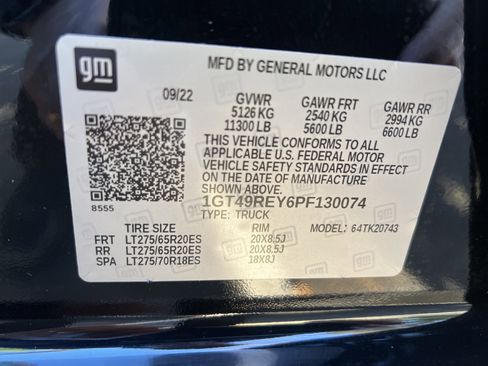 gm
MFD BY GENERAL MOTORS LLC
09/22 GVWR GAWR FRT GAWR RR
5126 KG 2540 KG 2994 KG
11300 LB 5600 LB 6600 LB
THIS VEHICLE CONFORMS TO ALL
APPLICABLE U.S. FEDERAL MOTOR
VEHICLE SAFETY STANDARDS IN EFFECT
ON THE DATE OF MANUFACTURE
SHOWN ABOVE.
1GT49REY6PF130074
8555 TYPE: TRUCK MODEL: 64TK20743
TIRE SIZE RIM
FRT LT275/65R20ES 20X8.5J
RR LT275/65R20ES 20X8.5J
SPA LT275/70R18ES 18X8J